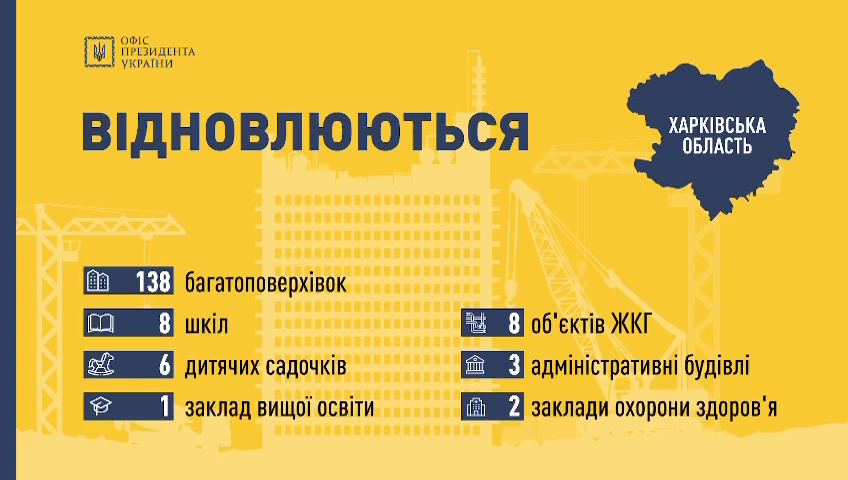 ОФІС
ПРЕЗИДЕНТА
УКРАЇНИ
ВІДНОВЛЮЮТЬСЯ
ХАРКІВСЬКА
ОБЛАСТЬ
138 багатоповерхівок
8 шкіл
6 дитячих садочків
1 заклад вищої освіти
8 об'єктів ЖКГ
3 адміністративні будівлі
2 заклади охорони здоров'я